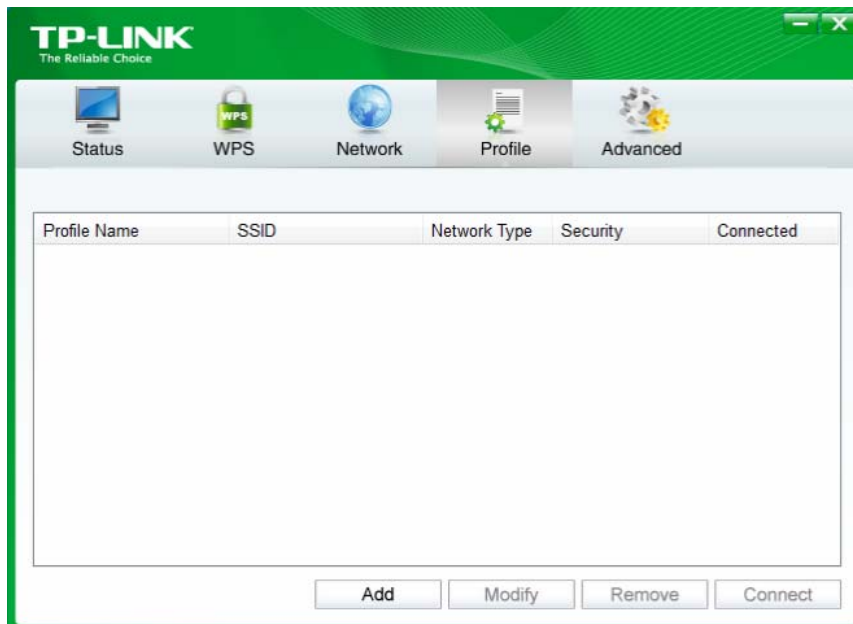 TP-LINK
The Reliable Choice
WPS
Status WPS Network Profile Advanced
Profile Name SSID Network Type Security Connected
Add Modify Remove Connect